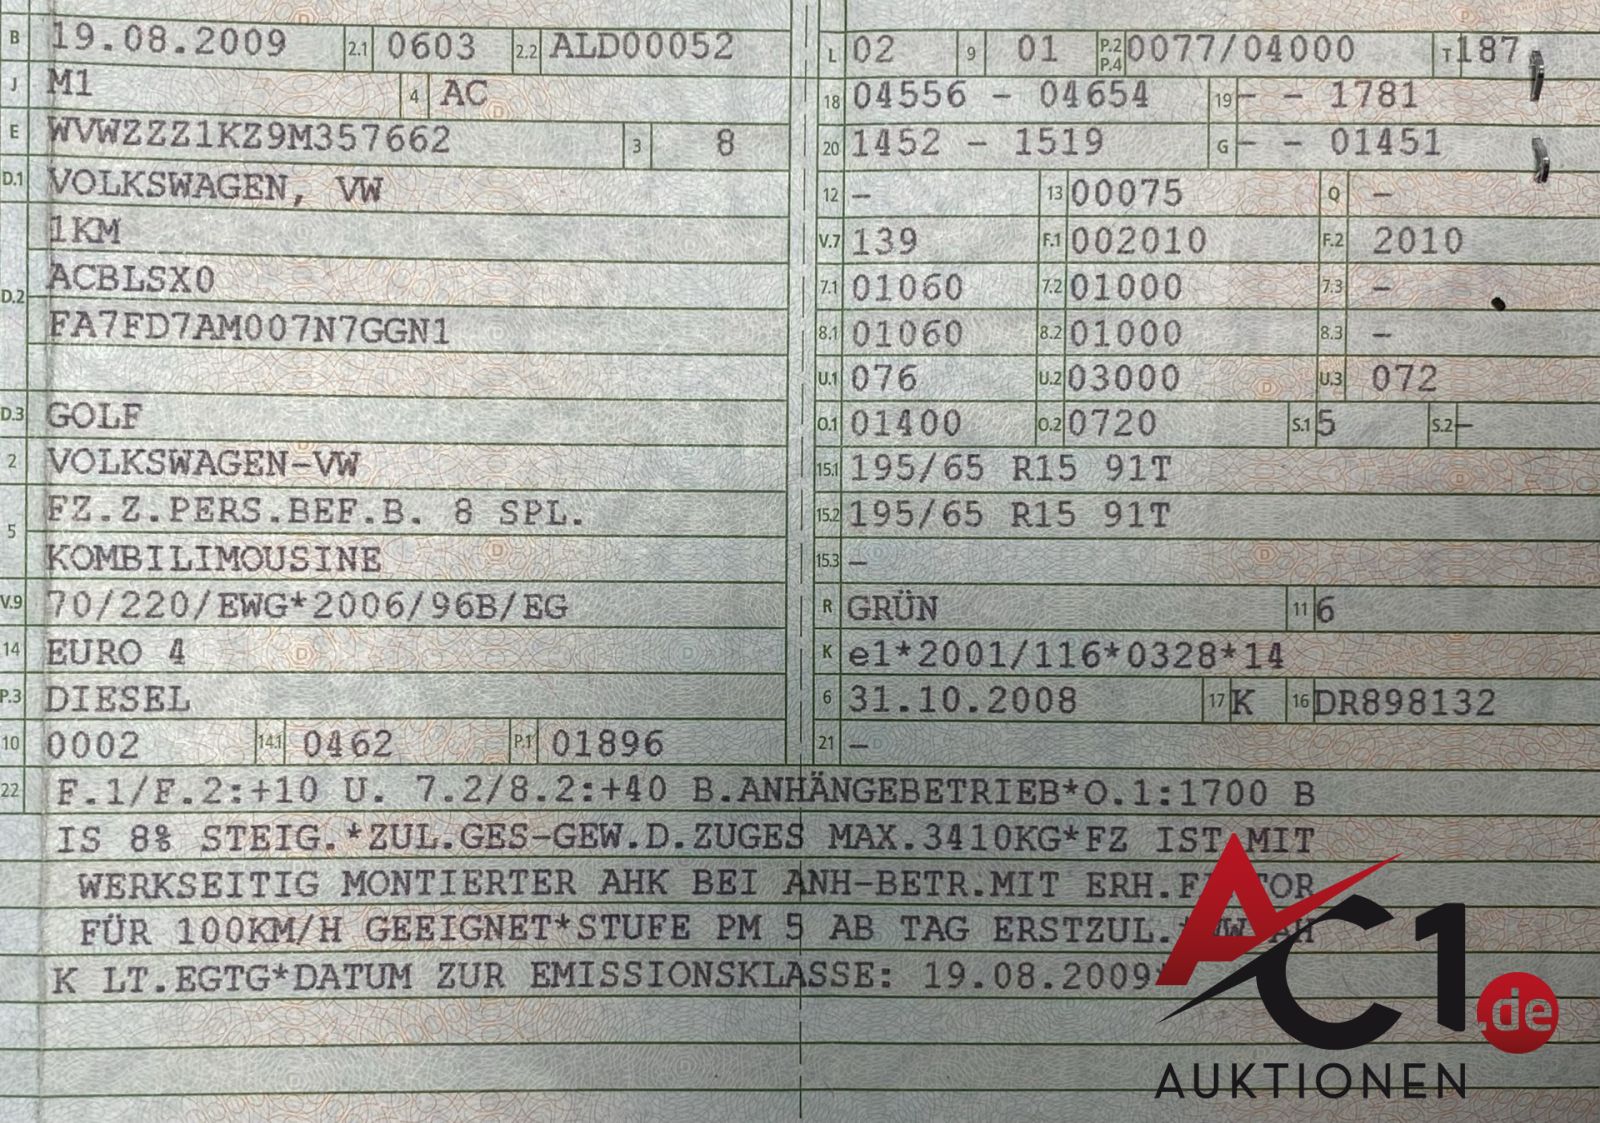 B 19.08.2009 2.1 0603 2.2 ALD00052
J M1 4 AC
E WVWZZZ1KZ9M357662 3 8
D.1 VOLKSWAGEN, VW
1KM
D.2 ACBLSX0
FA7FD7AM007N7GGN1
D.3 GOLF
2 VOLKSWAGEN-VW
5 FZ.Z.PERS.BEF.B. 8 SPL.
KOMBILIMOUSINE
V.9 70/220/EWG*2006/96B/EG
14 EURO 4
P.3 DIESEL
10 0002 14.1 0462 P.1 01896
L 02 9 01 P.2 P.4 0077/04000 T 187
18 04556 - 04654 19 - - 1781
20 1452 - 1519 G - - 01451
12 - 13 00075 Q -
V.7 139 F.1 002010 F.2 2010
7.1 01060 7.2 01000 7.3 -
8.1 01060 8.2 01000 8.3 -
U.1 076 U.2 03000 U.3 072
O.1 01400 O.2 0720 S.1 5 S.2 -
15.1 195/65 R15 91T
15.2 195/65 R15 91T
15.3 -
R GRÜN 11 6
K e1*2001/116*0328*14
6 31.10.2008 17 K 16 DR898132
21 -
22 F.1/F.2:+10 U. 7.2/8.2:+40 B.ANHÄNGEBETRIEB*O.1:1700 B
IS 8% STEIG.*ZUL.GES-GEW.D.ZUGES MAX.3410KG*FZ IST MIT
WERKSEITIG MONTIERTER AHK BEI ANH-BETR.MIT ERH.
FÜR 100KM/H GEEIGNET*STUFE PM 5 AB TAG ERSTZUL.
K LT.EGTG*DATUM ZUR EMISSIONSKLASSE: 19.08.2009
AC1.de
AUKTIONEN